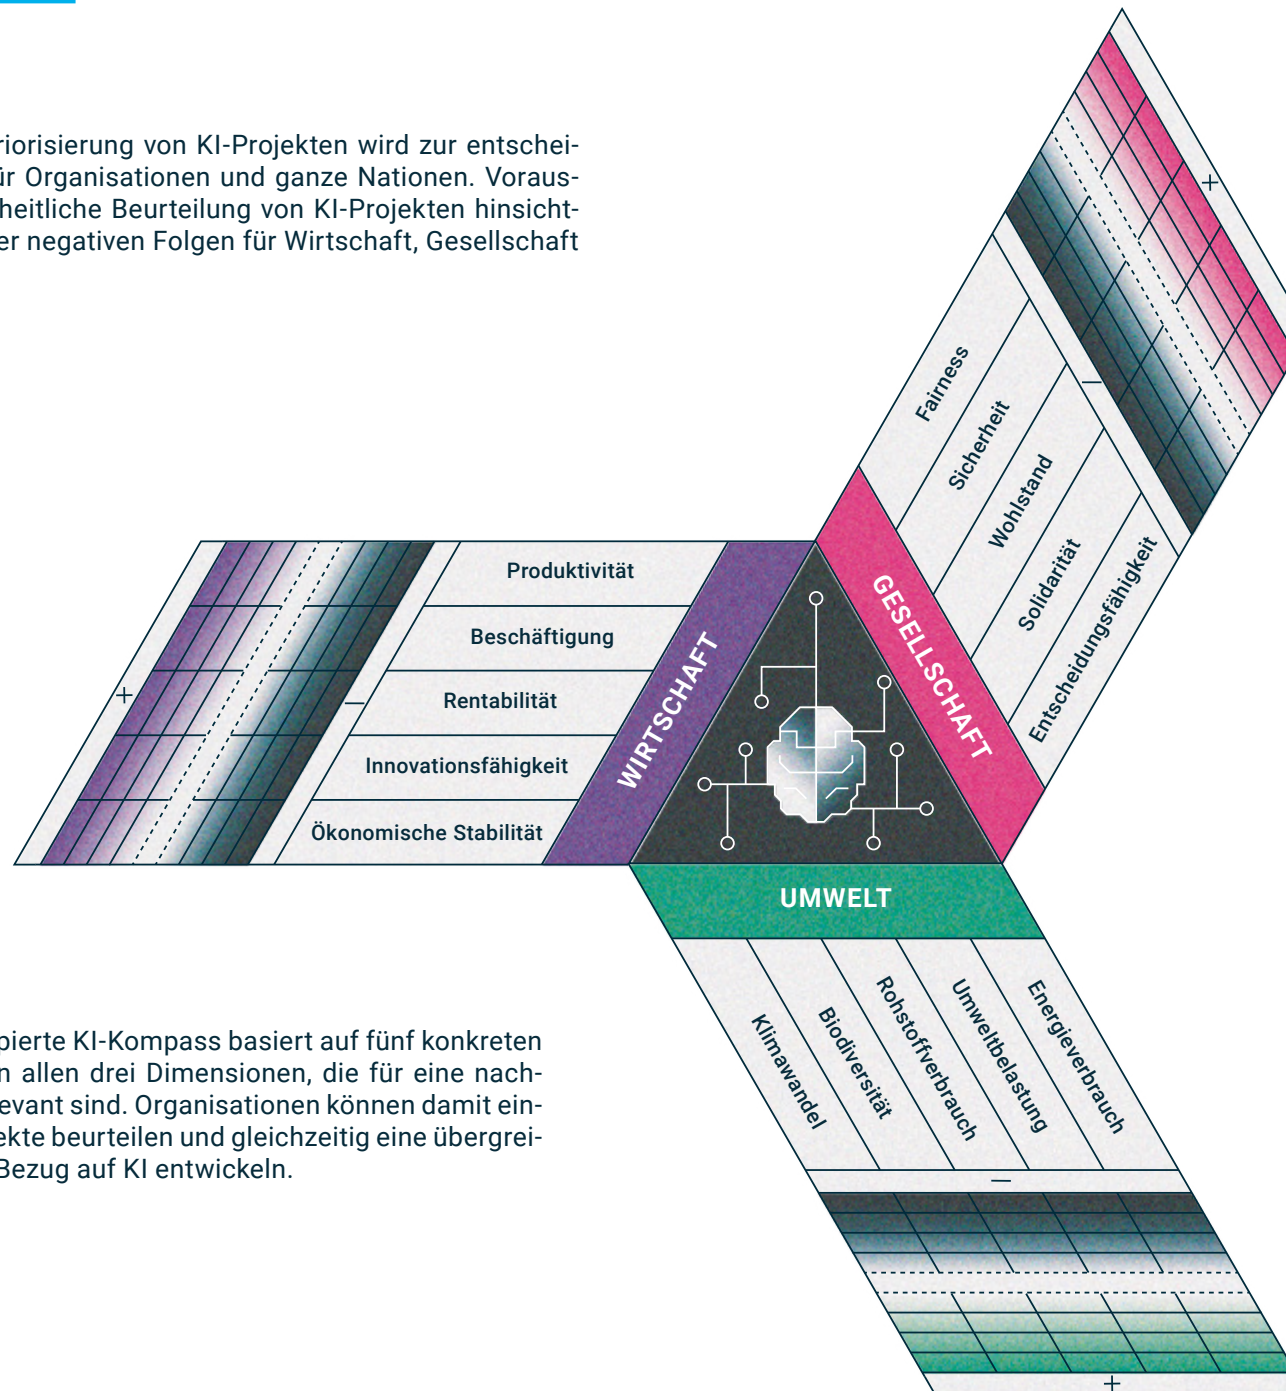 riorisierung von KI-Projekten wird zur entschei-
ür Organisationen und ganze Nationen. Voraus-
heitliche Beurteilung von KI-Projekten hinsicht-
er negativen Folgen für Wirtschaft, Gesellschaft
+
Fairness
Sicherheit
Wohlstand
Solidarität
Entscheidungsfähigkeit
–
GESELLSCHAFT
Produktivität
Beschäftigung
Rentabilität
Innovationsfähigkeit
Ökonomische Stabilität
+
–
WIRTSCHAFT
UMWELT
Klimawandel
Biodiversität
Rohstoffverbrauch
Umweltbelastung
Energieverbrauch
–
+
pierte KI-Kompass basiert auf fünf konkreten
n allen drei Dimensionen, die für eine nach-
evant sind. Organisationen können damit ein-
ekte beurteilen und gleichzeitig eine übergrei-
Bezug auf KI entwickeln.